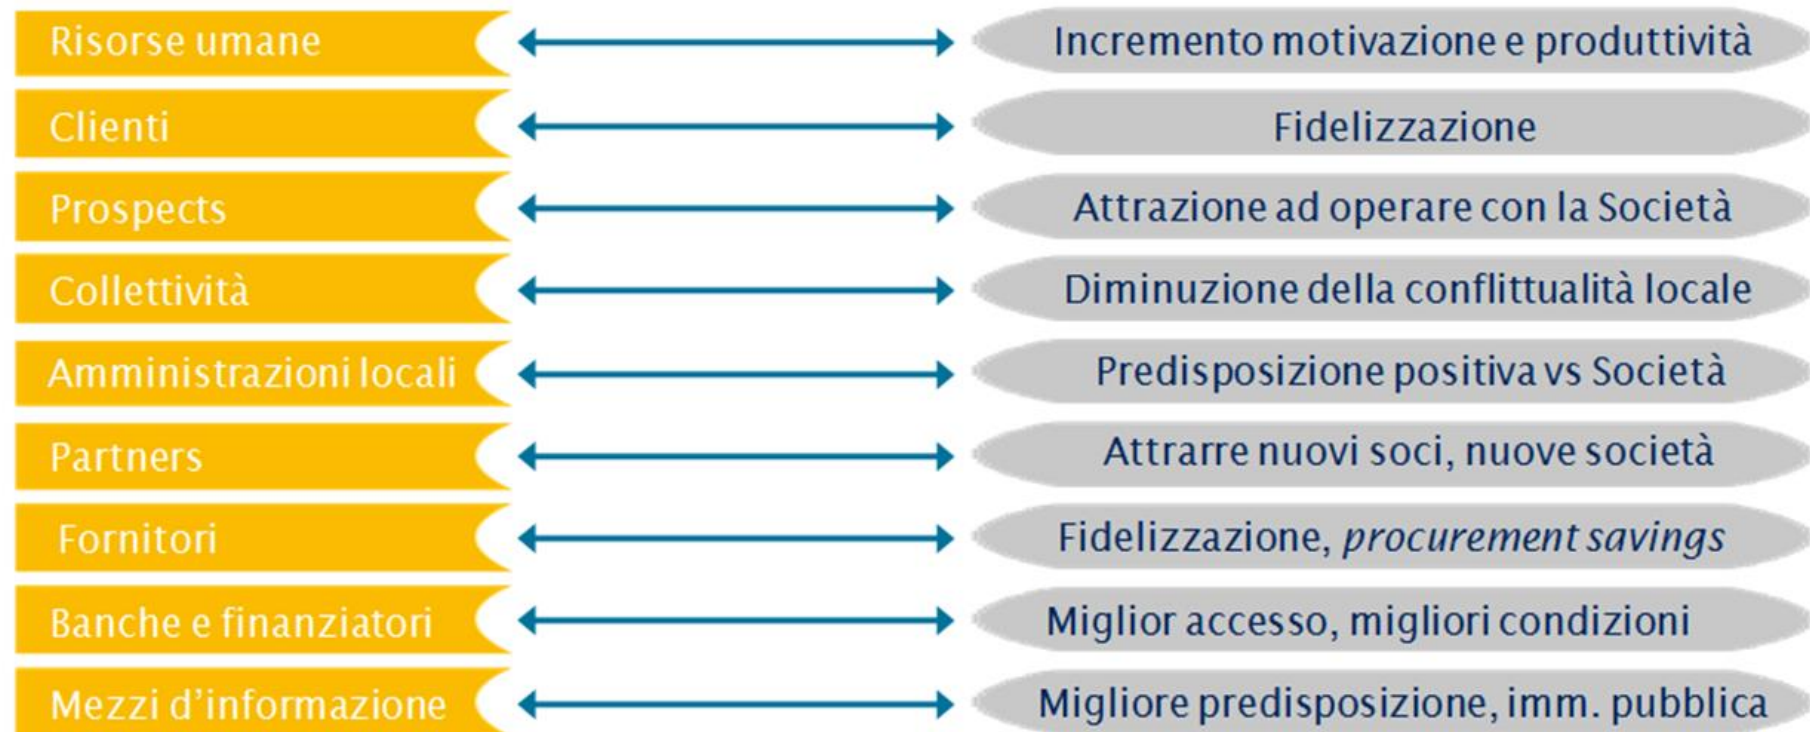 Risorse umane
Incremento motivazione e produttività
Clienti
Fidelizzazione
Prospects
Attrazione ad operare con la Società
Collettività
Diminuzione della conflittualità locale
Amministrazioni locali
Predisposizione positiva vs Società
Partners
Attrarre nuovi soci, nuove società
Fornitori
Fidelizzazione, procurement savings
Banche e finanziatori
Miglior accesso, migliori condizioni
Mezzi d’informazione
Migliore predisposizione, imm. pubblica